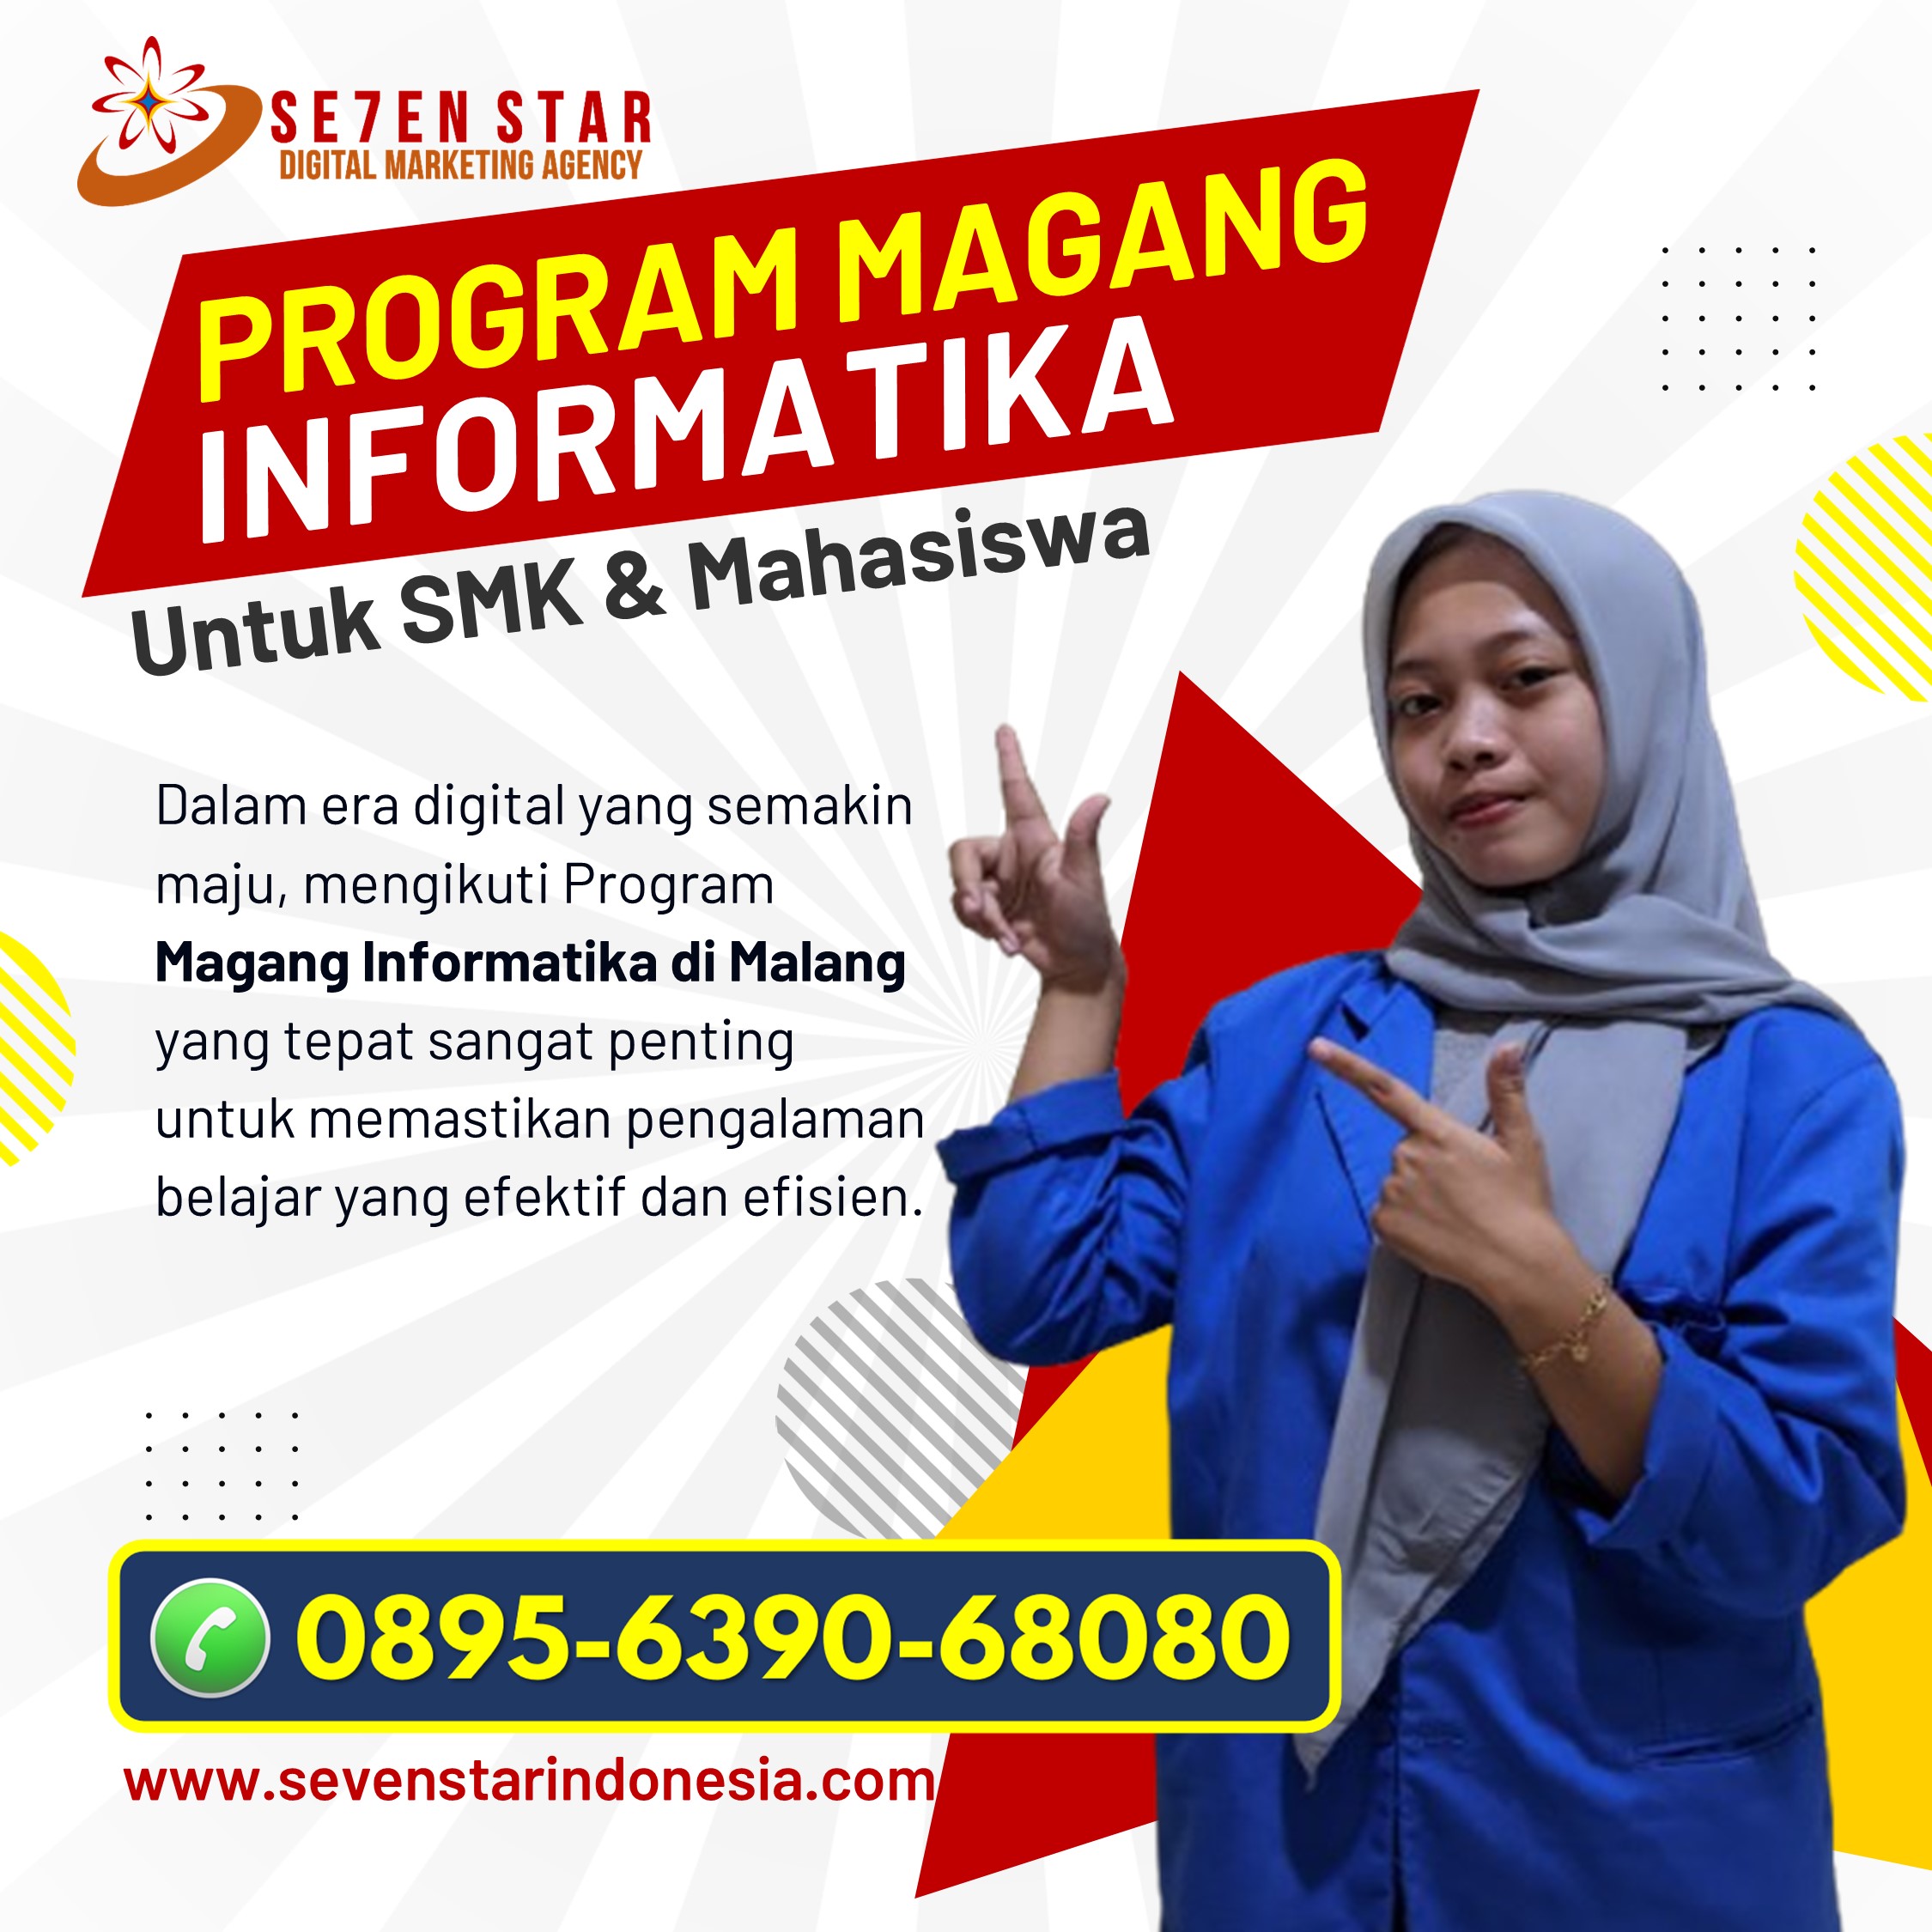 SE7EN STAR
DIGITAL MARKETING AGENCY
PROGRAM MAGANG
INFORMATIKA
Untuk SMK & Mahasiswa
Dalam era digital yang semakin
maju, mengikuti Program
Magang Informatika di Malang
yang tepat sangat penting
untuk memastikan pengalaman
belajar yang efektif dan efisien.
0895-6390-68080
www.sevenstarindonesia.com